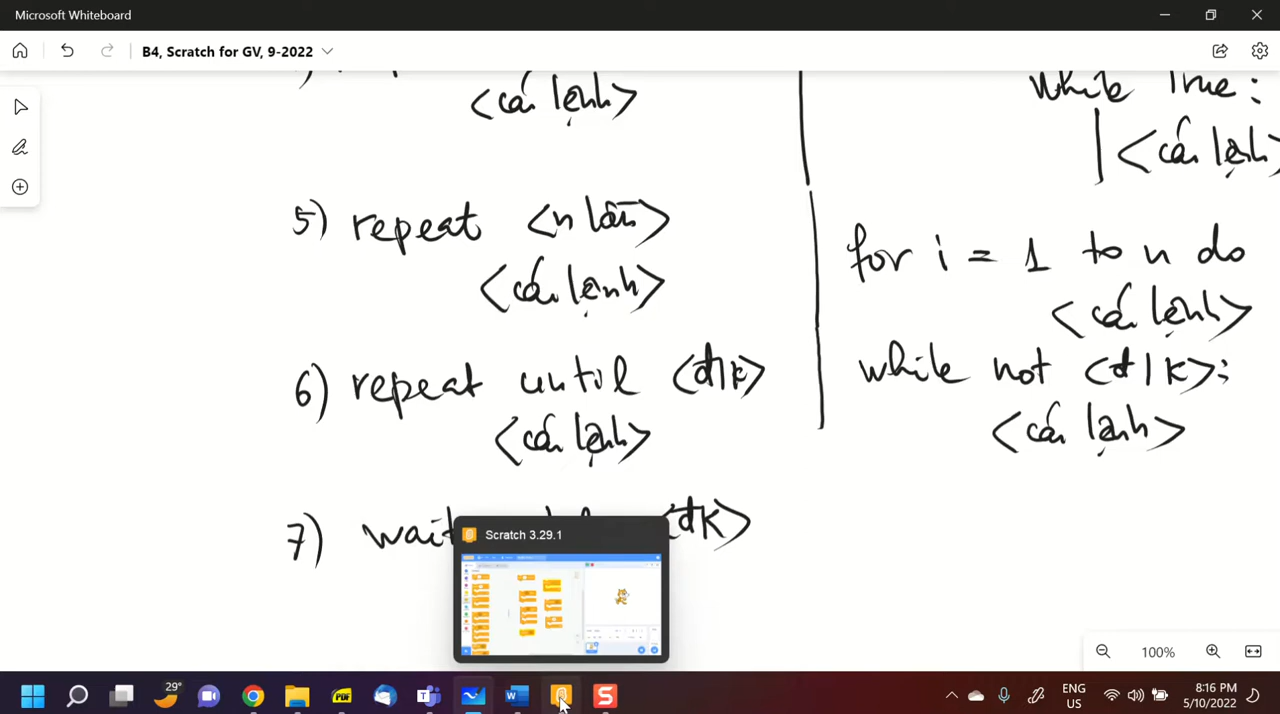 Microsoft Whiteboard
B4, Scratch for GV, 9-2022
<các lệnh>
while True:
<các lệnh>
5) repeat <n lần>
<các lệnh>
for i = 1 to n do
<các lệnh>
6) repeat until <đ/k>
<các lệnh>
while not <đ/k>:
<các lệnh>
7) wait <đk>
Scratch 3.29.1
100%
29°
PDF
ENG
US
8:16 PM
5/10/2022